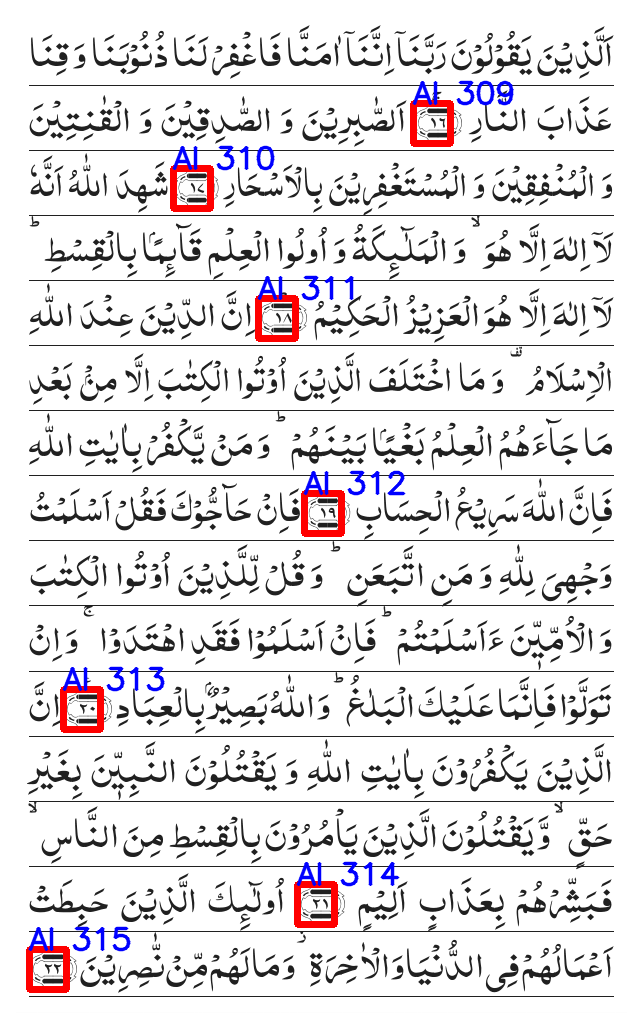 اَلَّذِيْنَ يَقُوْلُوْنَ رَبَّنَاۤ اِنَّنَاۤ اٰمَنَّا فَاغْفِرْ لَنَا ذُنُوْبَنَا وَ قِنَا
عَذَابَ النَّارِ ١٦ AI 309 اَلصّٰبِرِيْنَ وَ الصّٰدِقِيْنَ وَ الْقٰنِتِيْنَ
وَ الْمُنْفِقِيْنَ وَ الْمُسْتَغْفِرِيْنَ بِالْاَسْحَارِ ١٧ AI 310 شَهِدَ اللّٰهُ اَنَّهٗ
لَاۤ اِلٰهَ اِلَّا هُوَ ۙ وَ الْمَلٰٓىِٕكَةُ وَ اُولُوا الْعِلْمِ قَآىِٕمًۢا بِالْقِسْطِ ؕ
لَاۤ اِلٰهَ اِلَّا هُوَ الْعَزِيْزُ الْحَكِيْمُ ١٨ AI 311 اِنَّ الدِّيْنَ عِنْدَ اللّٰهِ
الْاِسْلَامُ ۫ وَ مَا اخْتَلَفَ الَّذِيْنَ اُوْتُوا الْكِتٰبَ اِلَّا مِنْۢ بَعْدِ
مَا جَآءَهُمُ الْعِلْمُ بَغْيًۢا بَيْنَهُمْ ؕ وَ مَنْ يَّكْفُرْ بِاٰيٰتِ اللّٰهِ
فَاِنَّ اللّٰهَ سَرِيْعُ الْحِسَابِ ١٩ AI 312 فَاِنْ حَآجُّوْكَ فَقُلْ اَسْلَمْتُ
وَجْهِيَ لِلّٰهِ وَ مَنِ اتَّبَعَنِ ؕ وَ قُلْ لِّلَّذِيْنَ اُوْتُوا الْكِتٰبَ
وَ الْاُمِّيّٖنَ ءَاَسْلَمْتُمْ ؕ فَاِنْ اَسْلَمُوْا فَقَدِ اهْتَدَوْا ۚ وَ اِنْ
تَوَلَّوْا فَاِنَّمَا عَلَيْكَ الْبَلٰغُ ؕ وَ اللّٰهُ بَصِيْرٌۢ بِالْعِبَادِ ٢٠ AI 313 اِنَّ
الَّذِيْنَ يَكْفُرُوْنَ بِاٰيٰتِ اللّٰهِ وَ يَقْتُلُوْنَ النَّبِيّٖنَ بِغَيْرِ
حَقٍّ ۙ وَّ يَقْتُلُوْنَ الَّذِيْنَ يَاْمُرُوْنَ بِالْقِسْطِ مِنَ النَّاسِ ۙ
فَبَشِّرْهُمْ بِعَذَابٍ اَلِيْمٍ ٢١ AI 314 اُولٰٓىِٕكَ الَّذِيْنَ حَبِطَتْ
اَعْمَالُهُمْ فِي الدُّنْيَا وَ الْاٰخِرَةِ ؗ وَ مَا لَهُمْ مِّنْ نّٰصِرِيْنَ ٢٢ AI 315